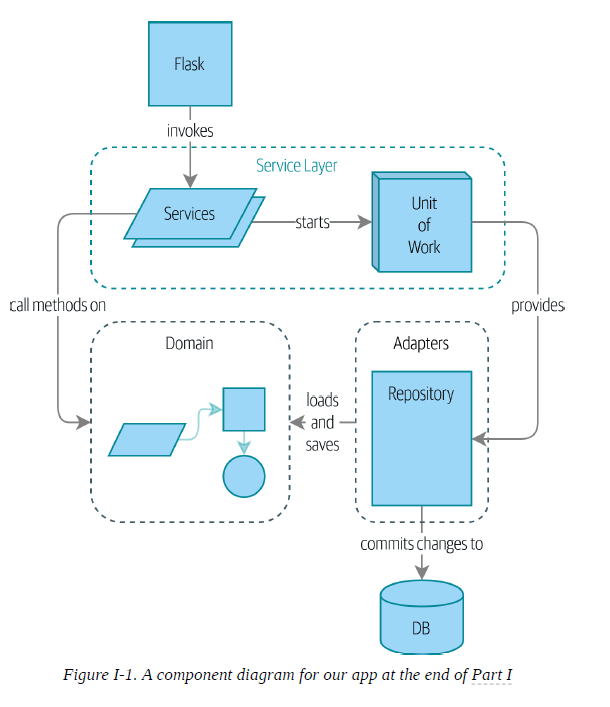 Flask
invokes
Service Layer
Services
starts
Unit
of
Work
call methods on
provides
Domain
Adapters
Repository
loads
and
saves
commits changes to
DB
Figure I-1. A component diagram for our app at the end of Part I